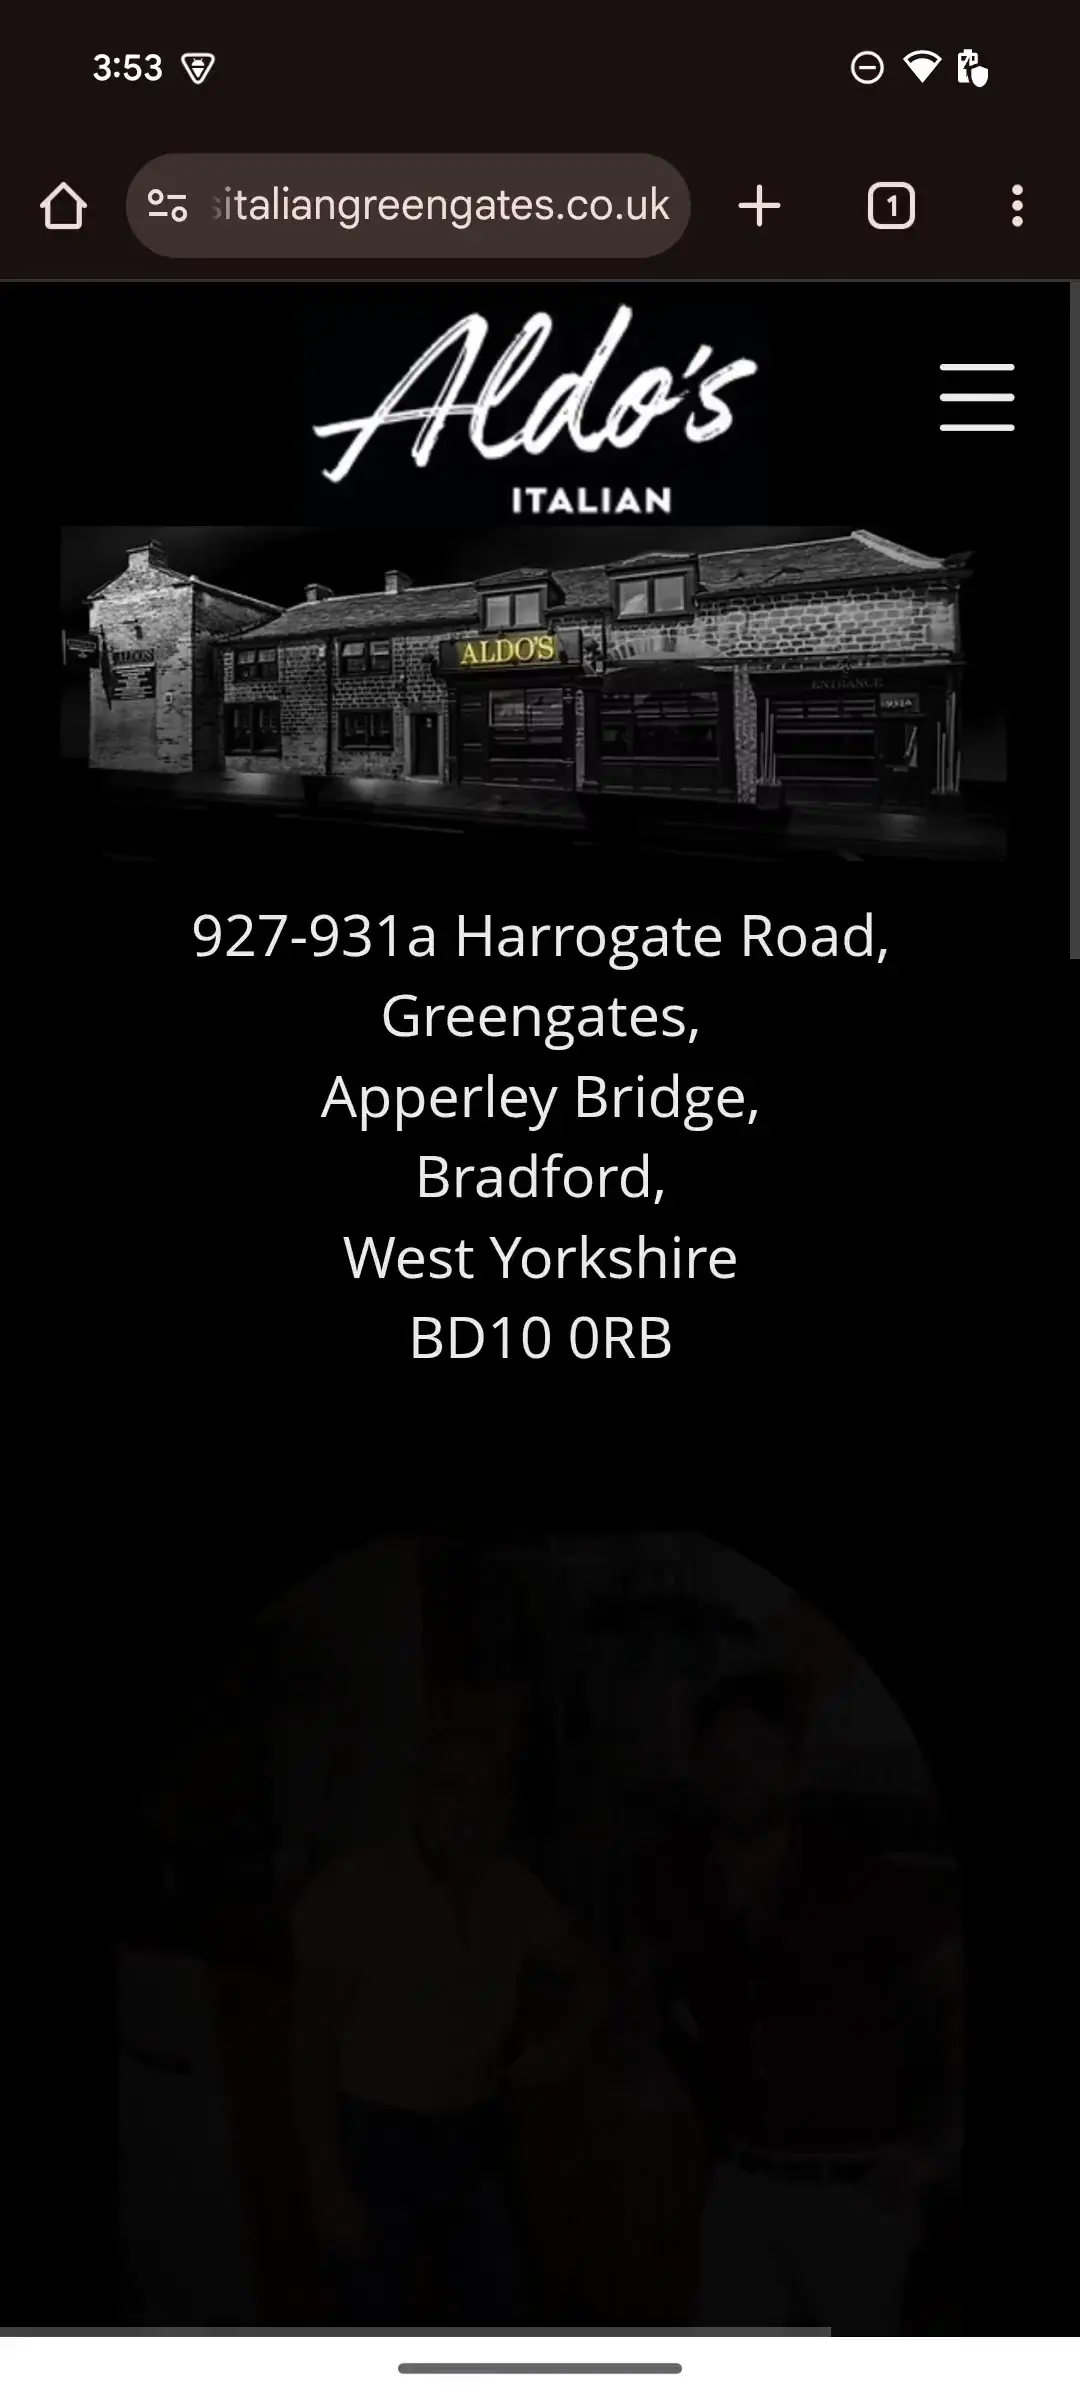 3:53
sitaliangreengates.co.uk
1
Aldo's
ITALIAN
ALDO'S
ENTRANCE
927-931a Harrogate Road,
Greengates,
Apperley Bridge,
Bradford,
West Yorkshire
BD10 0RB